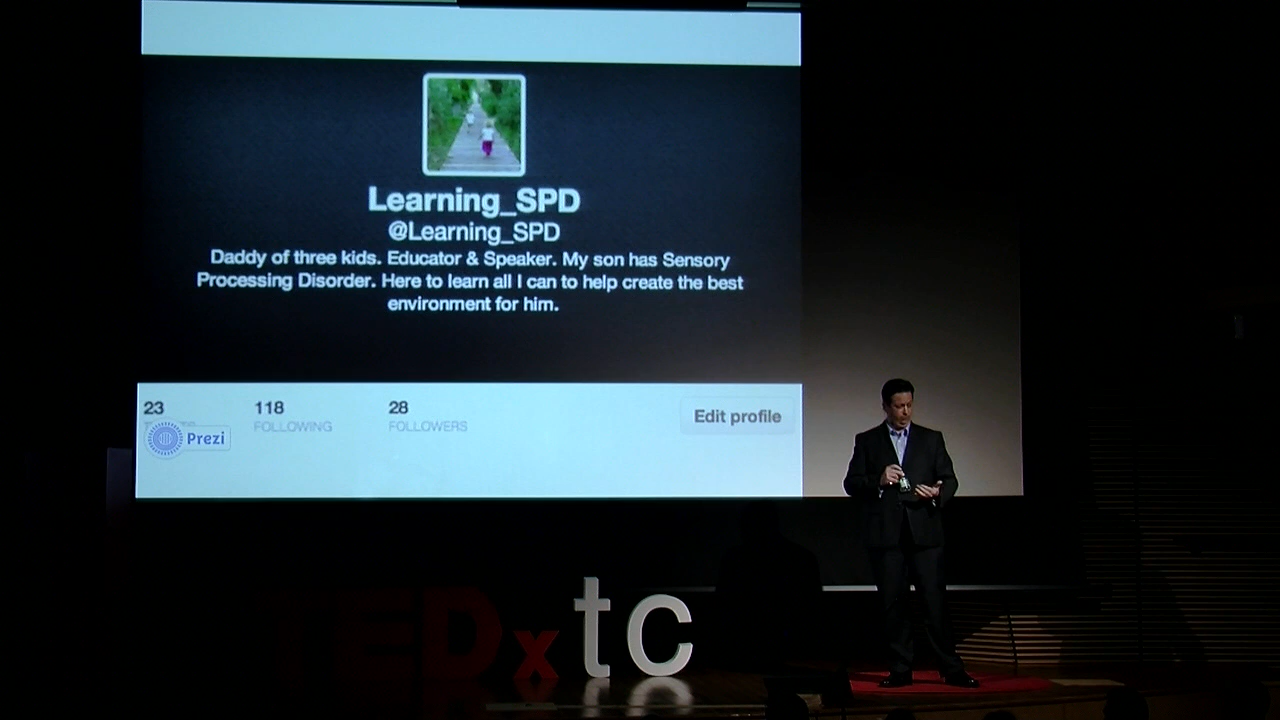 Learning_SPD
@Learning_SPD
Daddy of three kids. Educator & Speaker. My son has Sensory
Processing Disorder. Here to learn all I can to help create the best
environment for him.
23 118 28
FOLLOWING FOLLOWERS
Edit profile
Prezi
TEDxtc